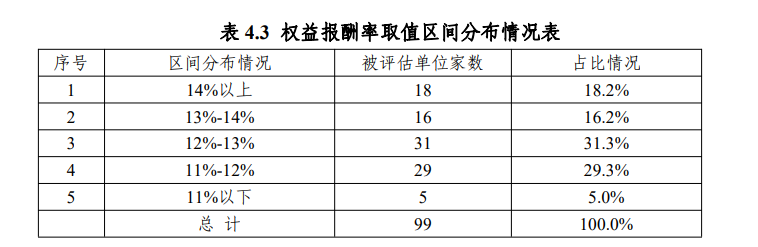 表 4.3 权益报酬率取值区间分布情况表
序号 区间分布情况 被评估单位家数 占比情况
1 14%以上 18 18.2%
2 13%-14% 16 16.2%
3 12%-13% 31 31.3%
4 11%-12% 29 29.3%
5 11%以下 5 5.0%
总 计 99 100.0%